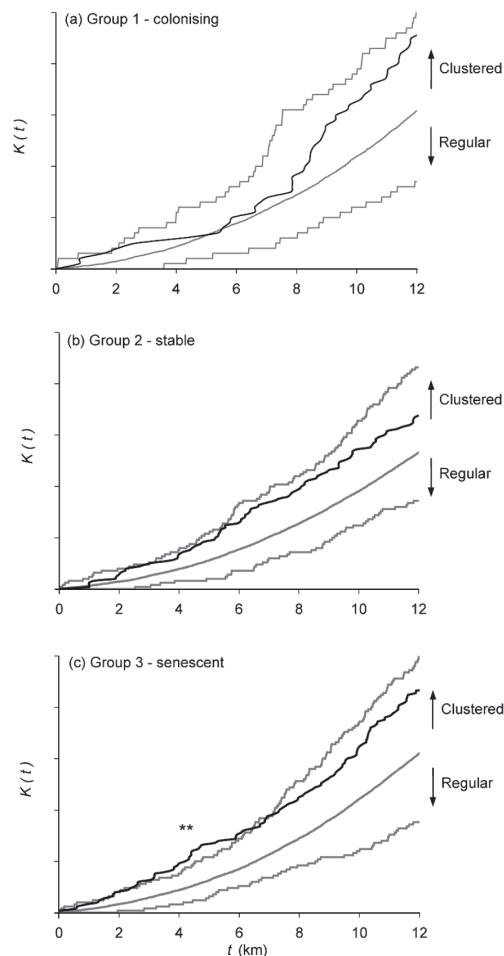 (a) Group 1 - colonising
K(t)
Clustered
Regular
0 2 4 6 8 10 12
(b) Group 2 - stable
K(t)
Clustered
Regular
0 2 4 6 8 10 12
(c) Group 3 - senescent
K(t)
Clustered
Regular
**
0 2 4 6 8 10 12
t (km)